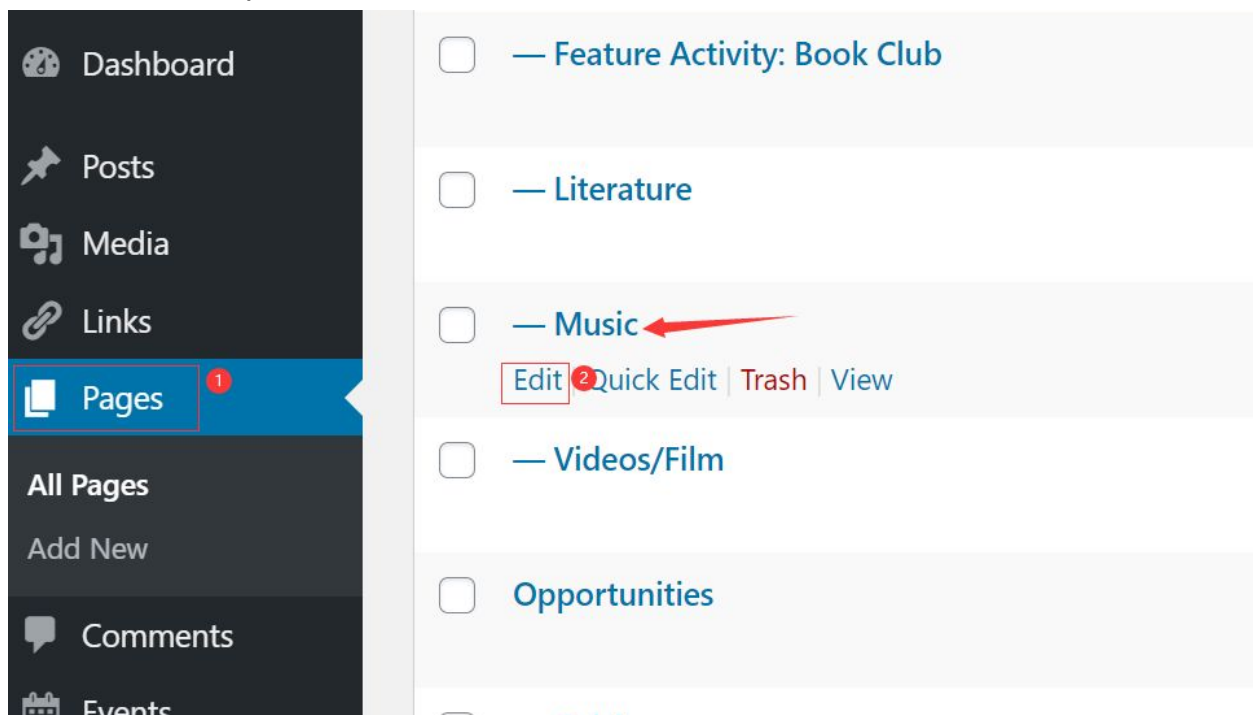 Dashboard
Posts
Media
Links
Pages 1
All Pages
Add New
Comments
Events
— Feature Activity: Book Club
— Literature
— Music
Edit 2 Quick Edit | Trash | View
— Videos/Film
Opportunities